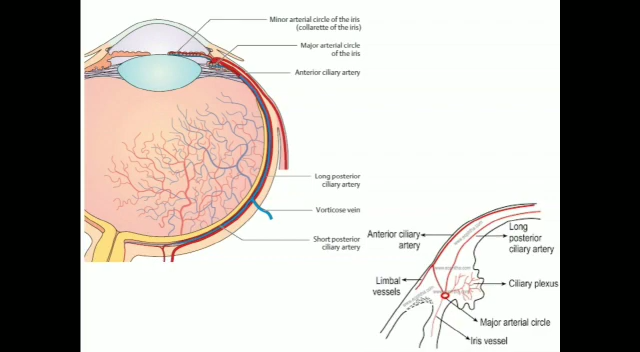 Minor arterial circle of the iris
(collarette of the iris)
Major arterial circle
of the iris
Anterior ciliary artery
Long posterior
ciliary artery
Vorticose vein
Short posterior
ciliary artery
Anterior ciliary
artery
Long
posterior
ciliary artery
Limbal
vessels
Ciliary plexus
Major arterial circle
Iris vessel